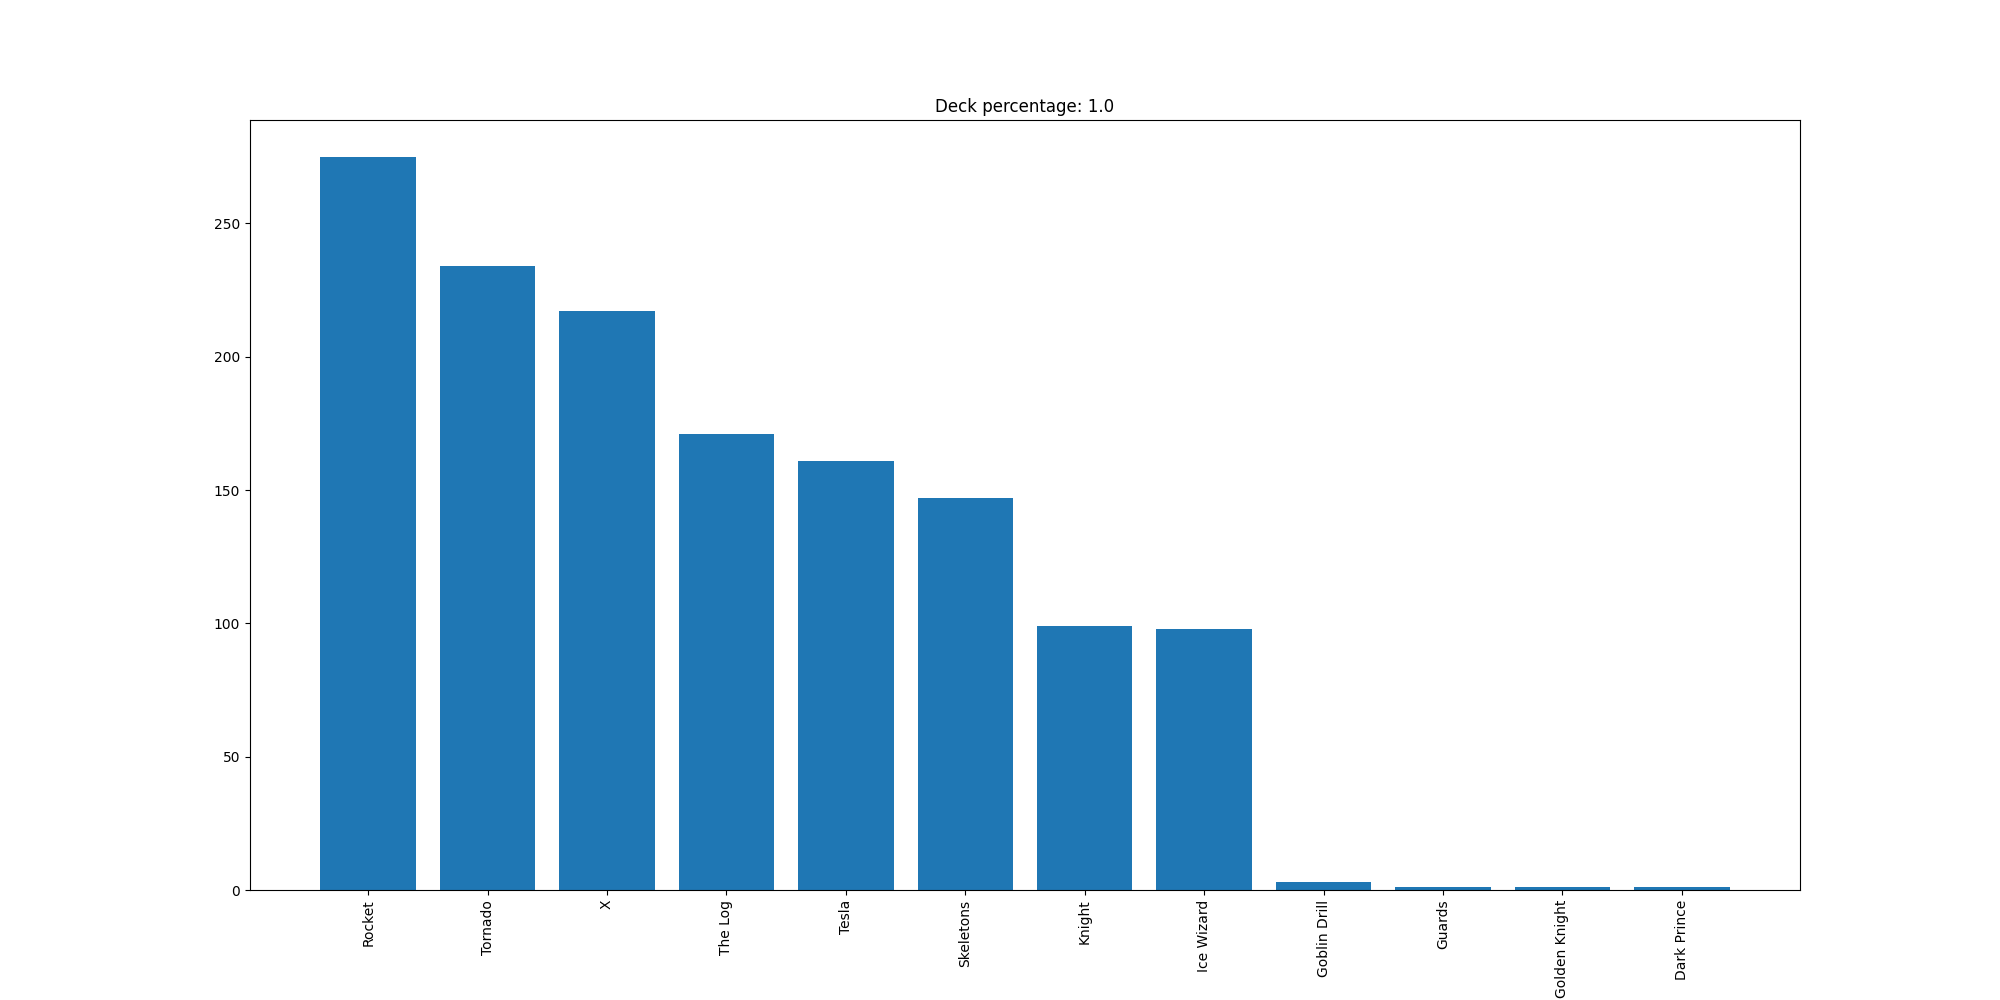 Deck percentage: 1.0
250
200
150
100
50
0
Rocket
Tornado
X
The Log
Tesla
Skeletons
Knight
Ice Wizard
Goblin Drill
Guards
Golden Knight
Dark Prince